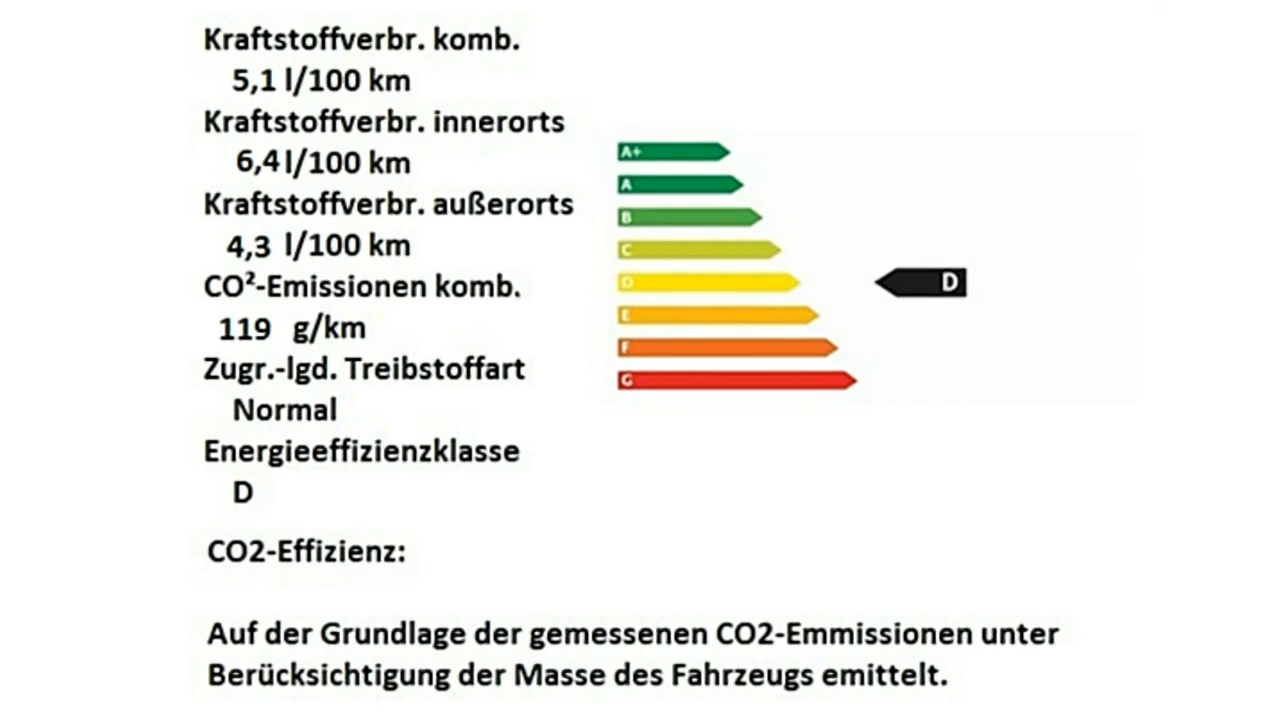 Kraftstoffverbr. komb.
5,1 l/100 km
Kraftstoffverbr. innerorts
6,4 l/100 km
Kraftstoffverbr. außerorts
4,3 l/100 km
CO²-Emissionen komb.
119 g/km
Zugr.-lgd. Treibstoffart
Normal
Energieeffizienzklasse
D
A+
A
B
C
D
D
E
F
G
CO2-Effizienz:
Auf der Grundlage der gemessenen CO2-Emmissionen unter
Berücksichtigung der Masse des Fahrzeugs emittelt.